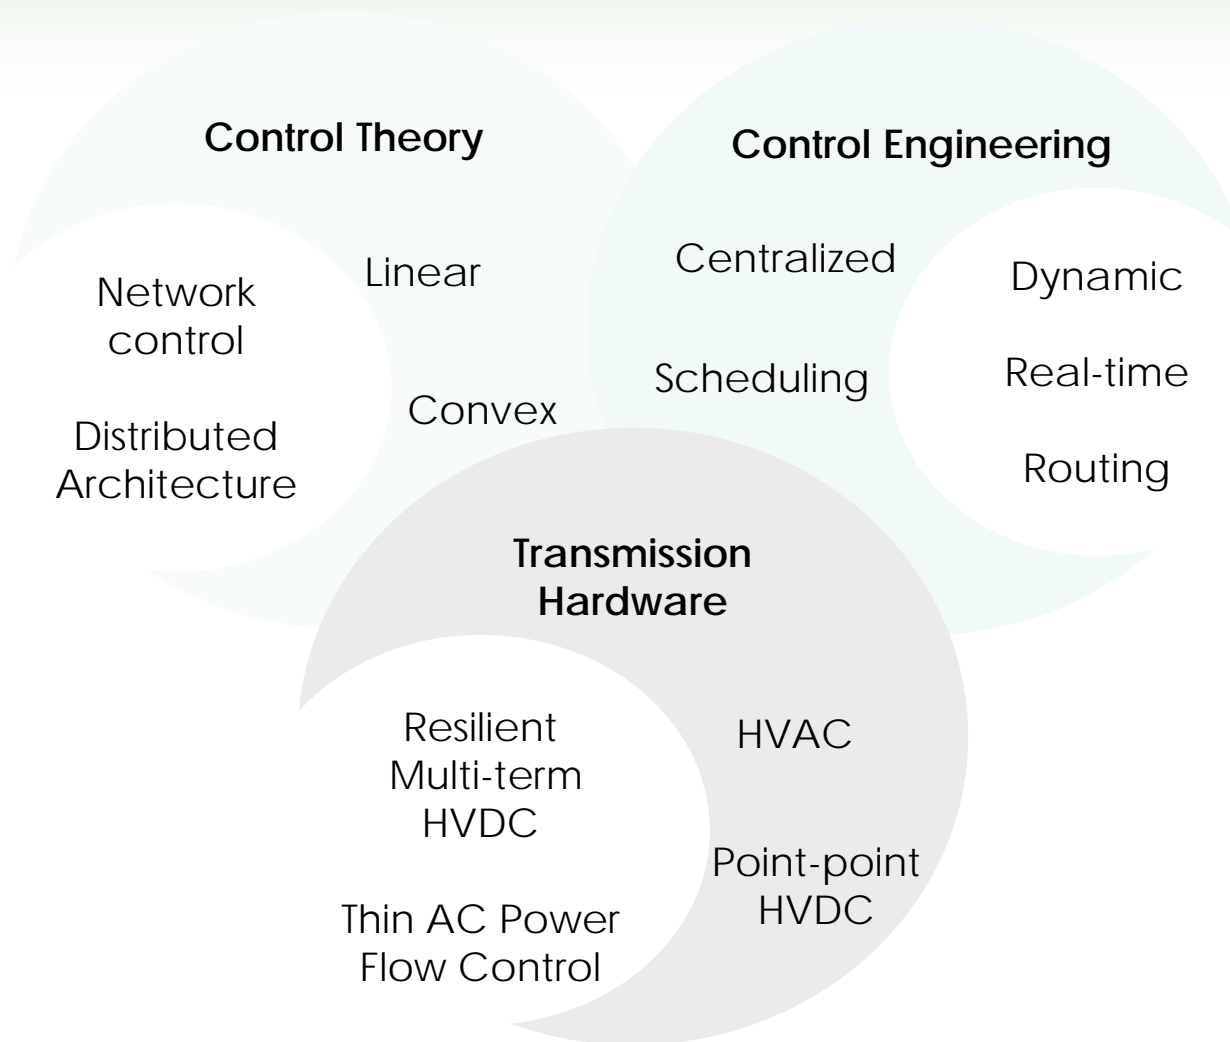 Control Theory
Control Engineering
Network
control
Distributed
Architecture
Linear
Convex
Centralized
Scheduling
Dynamic
Real-time
Routing
Transmission
Hardware
Resilient
Multi-term
HVDC
Thin AC Power
Flow Control
HVAC
Point-point
HVDC